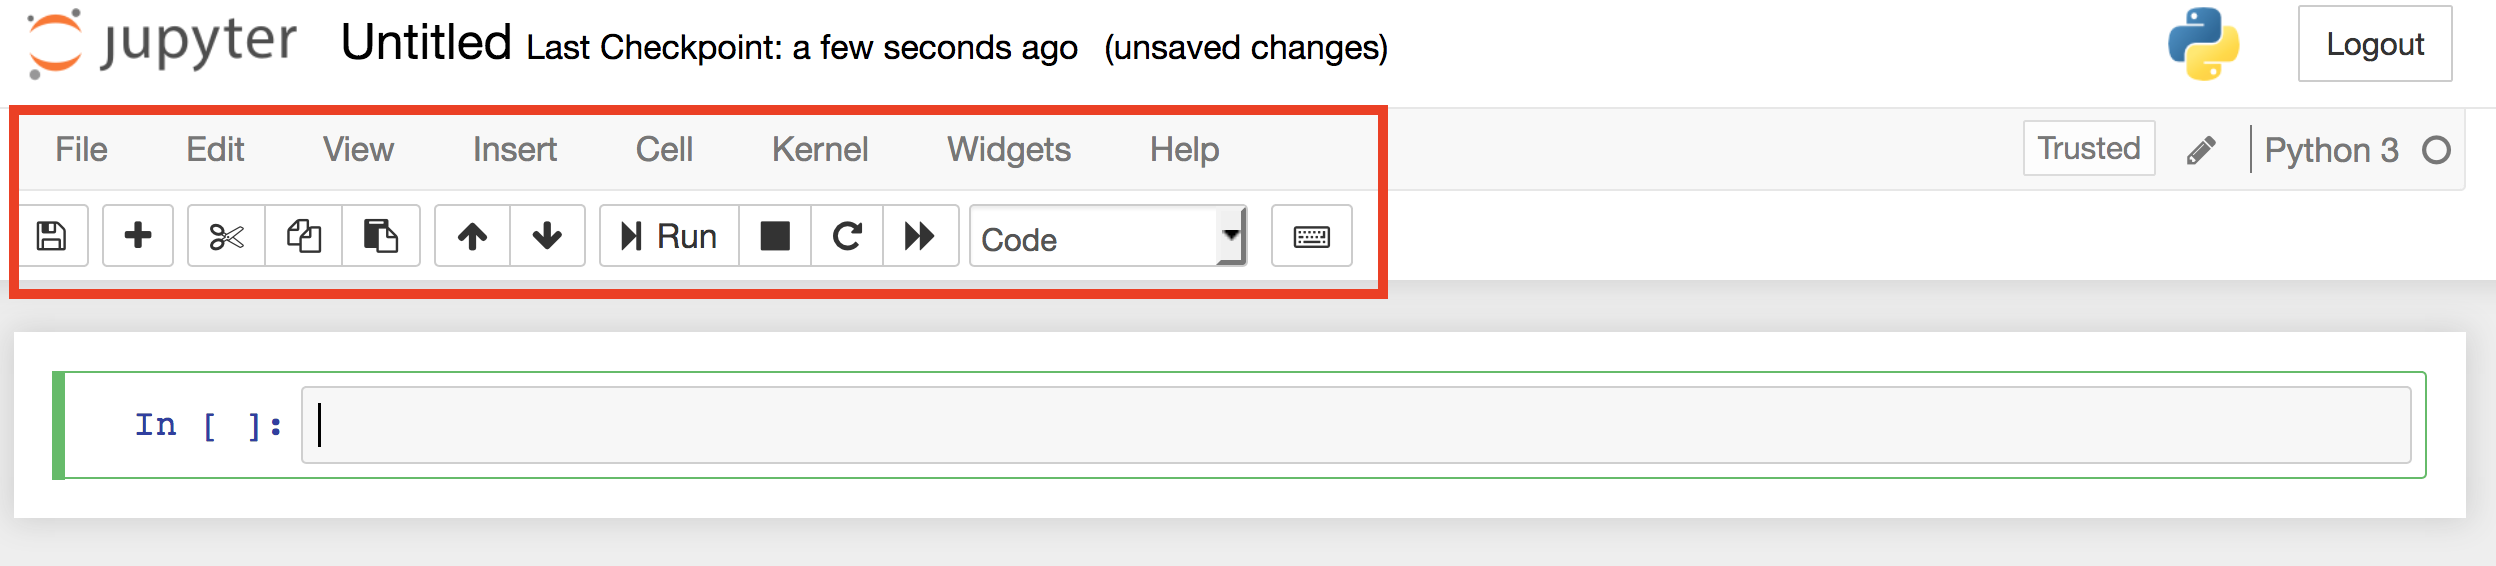 jupyter Untitled Last Checkpoint: a few seconds ago (unsaved changes) Logout
File Edit View Insert Cell Kernel Widgets Help Trusted Python 3
Run Code
In [ ]: